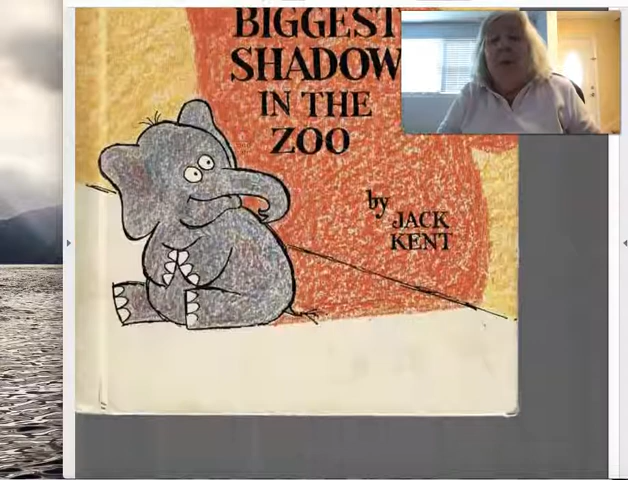 BIGGEST
SHADOW
IN THE
ZOO
by
JACK
KENT